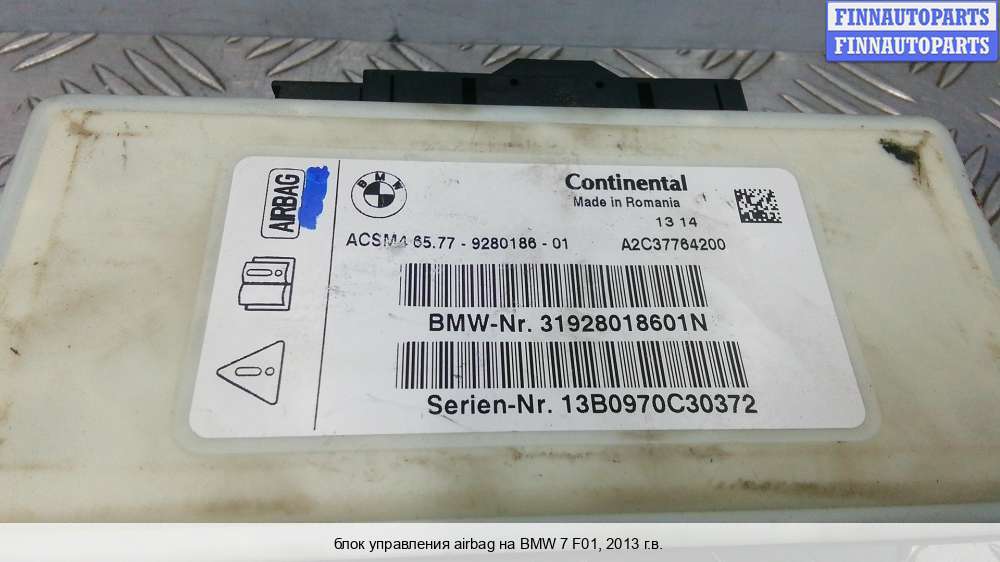 FINNAUTOPARTS
FINNAUTOPARTS
AIRBAG
BMW
Continental
Made in Romania
13 14
ACSM4 65.77 - 9280186 - 01 A2C37764200
BMW-Nr. 31928018601N
Serien-Nr. 13B0970C30372
блок управления airbag на BMW 7 F01, 2013 г.в.